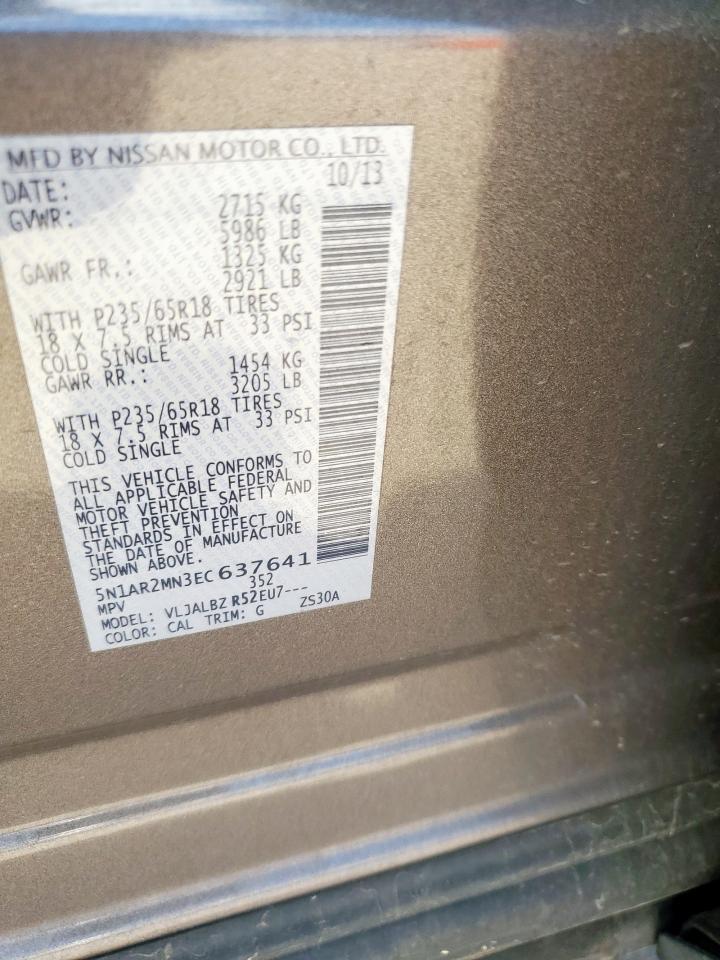 MFD BY NISSAN MOTOR CO., LTD.
DATE: 10/13
GVWR: 2715 KG
5986 LB
GAWR FR.: 1325 KG
2921 LB
WITH P235/65R18 TIRES
18 X 7.5 RIMS AT 33 PSI
COLD SINGLE
GAWR RR.: 1454 KG
3205 LB
WITH P235/65R18 TIRES
18 X 7.5 RIMS AT 33 PSI
COLD SINGLE
THIS VEHICLE CONFORMS TO
ALL APPLICABLE FEDERAL
MOTOR VEHICLE SAFETY AND
THEFT PREVENTION
STANDARDS IN EFFECT ON
THE DATE OF MANUFACTURE
SHOWN ABOVE.
5N1AR2MN3EC637641
MPV 352
MODEL: VLJALBZ R52EU7---
COLOR: CAL TRIM: G ZS30A